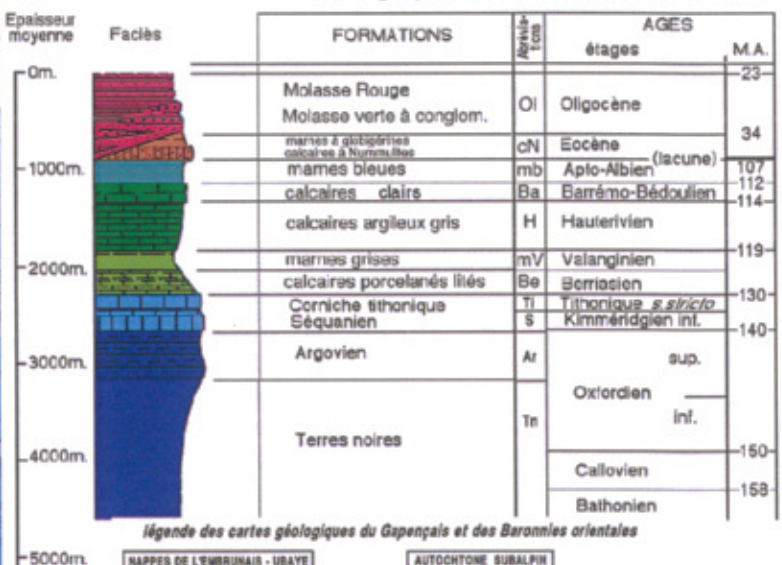 Epaisseur moyenne
Faciès
FORMATIONS
Abrévia-tions
AGES
étages
M.A.
0m.
23
Molasse Rouge
Molasse verte à conglom.
Ol
Oligocène
34
marnes à globigérines
calcaires à Nummulites
cN
Eocène
(lacune)
1000m.
marnes bleues
mb
Apto-Albien
107
112
calcaires clairs
Ba
Barrémo-Bédoulien
114
calcaires argileux gris
H
Hauterivien
119
2000m.
marnes grises
mV
Valanginien
calcaires porcelanés lités
Be
Berriasien
130
Corniche tithonique
Ti
Tithonique s.stricto
Séquanien
S
Kimméridgien inf.
140
3000m.
Argovien
Ar
sup.
Oxfordien
inf.
Terres noires
Tn
150
4000m.
Callovien
158
Bathonien
légende des cartes géologiques du Gapençais et des Baronnies orientales
5000m.
NAPPES DE L'EMBRUNAIS - UBAYE
AUTOCHTONE SUBALPIN